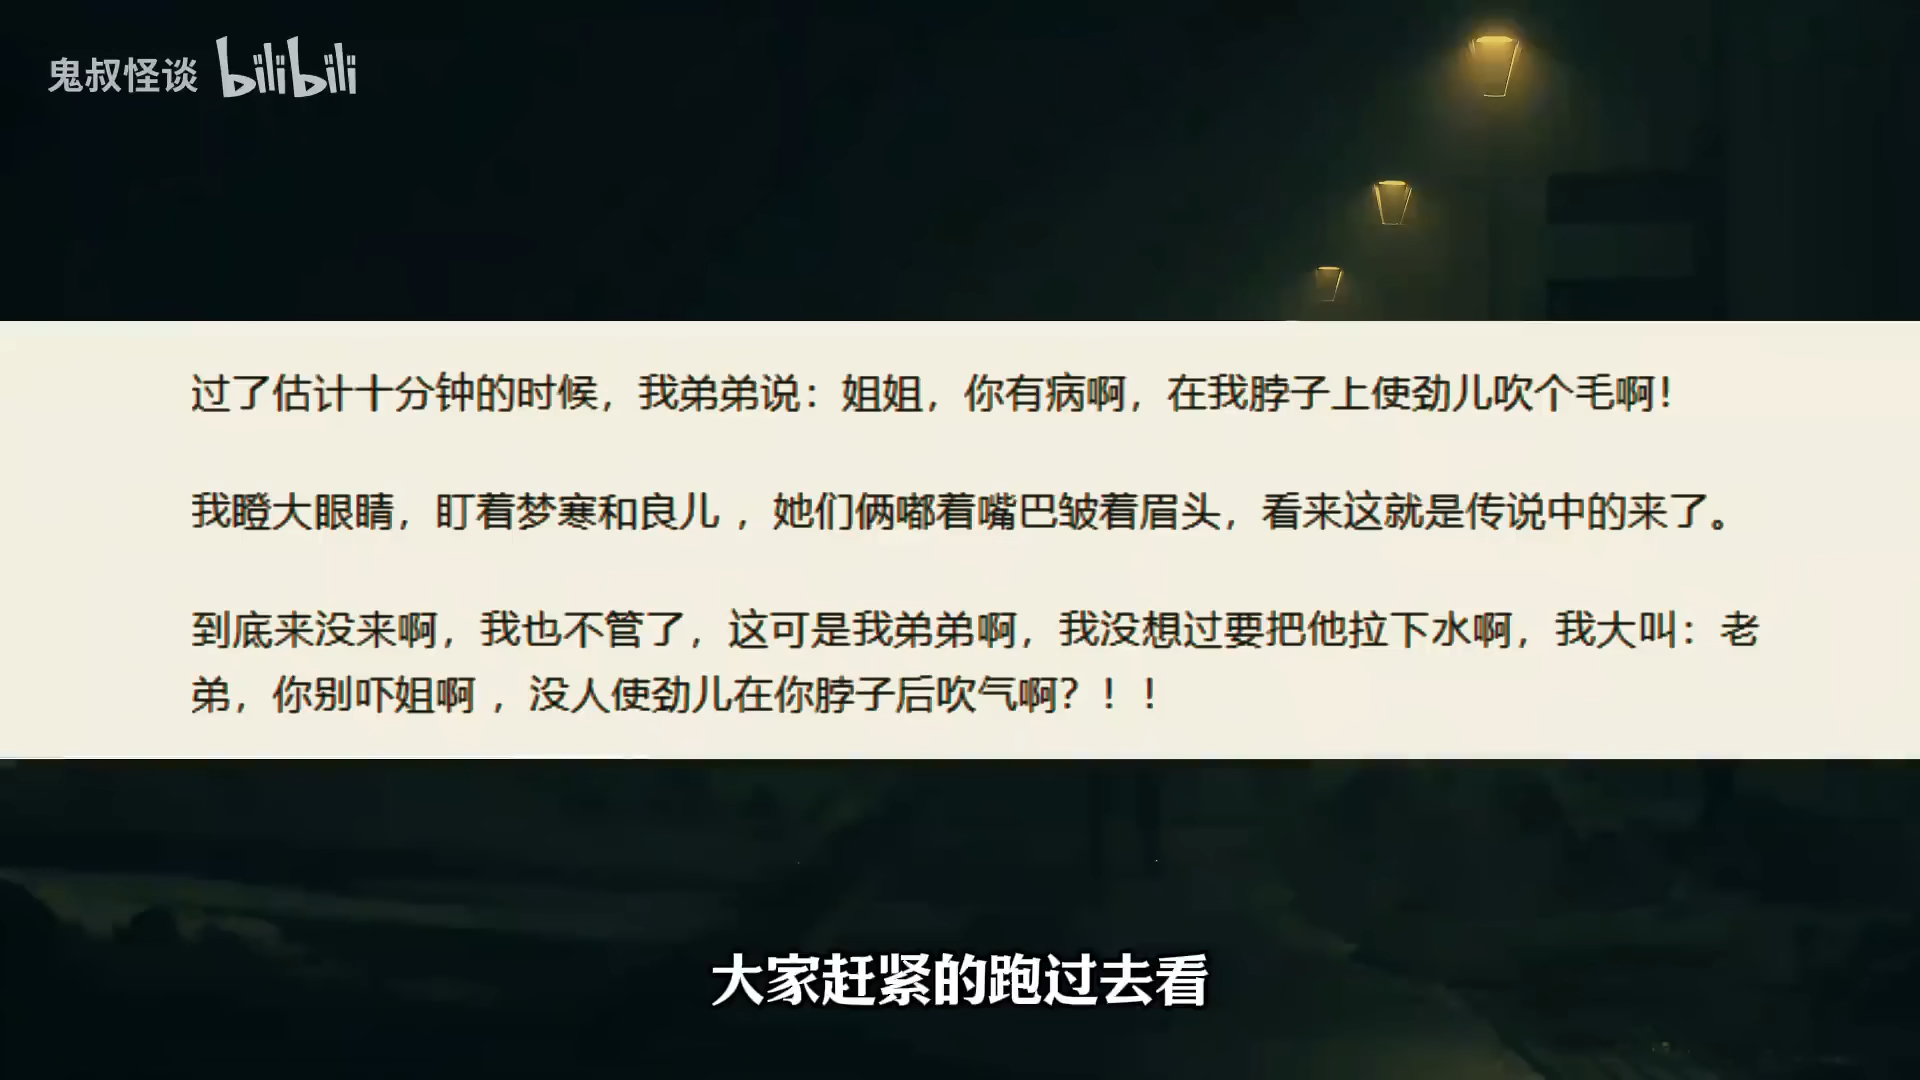 鬼叔怪谈 bilibili
过了估计十分钟的时候，我弟弟说：姐姐，你有病啊，在我脖子上使劲儿吹个毛啊！
我瞪大眼睛，盯着梦寒和良儿 ，她们俩嘟着嘴巴皱着眉头，看来这就是传说中的来了。
到底来没来啊，我也不管了，这可是我弟弟啊，我没想过要把他拉下水啊，我大叫：老
弟，你别吓姐啊 ，没人使劲儿在你脖子后吹气啊？！！
大家赶紧的跑过去看